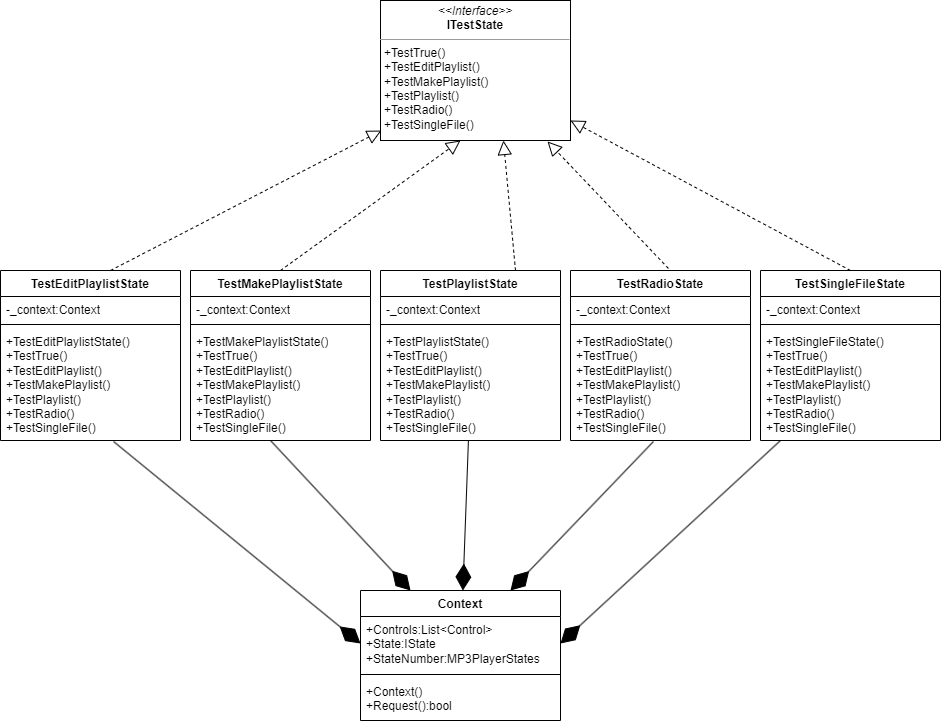 <<Interface>>
ITestState
+TestTrue()
+TestEditPlaylist()
+TestMakePlaylist()
+TestPlaylist()
+TestRadio()
+TestSingleFile()
TestEditPlaylistState
-_context:Context
+TestEditPlaylistState()
+TestTrue()
+TestEditPlaylist()
+TestMakePlaylist()
+TestPlaylist()
+TestRadio()
+TestSingleFile()
TestMakePlaylistState
-_context:Context
+TestMakePlaylistState()
+TestTrue()
+TestEditPlaylist()
+TestMakePlaylist()
+TestPlaylist()
+TestRadio()
+TestSingleFile()
TestPlaylistState
-_context:Context
+TestPlaylistState()
+TestTrue()
+TestEditPlaylist()
+TestMakePlaylist()
+TestPlaylist()
+TestRadio()
+TestSingleFile()
TestRadioState
-_context:Context
+TestRadioState()
+TestTrue()
+TestEditPlaylist()
+TestMakePlaylist()
+TestPlaylist()
+TestRadio()
+TestSingleFile()
TestSingleFileState
-_context:Context
+TestSingleFileState()
+TestTrue()
+TestEditPlaylist()
+TestMakePlaylist()
+TestPlaylist()
+TestRadio()
+TestSingleFile()
Context
+Controls:List<Control>
+State:IState
+StateNumber:MP3PlayerStates
+Context()
+Request():bool